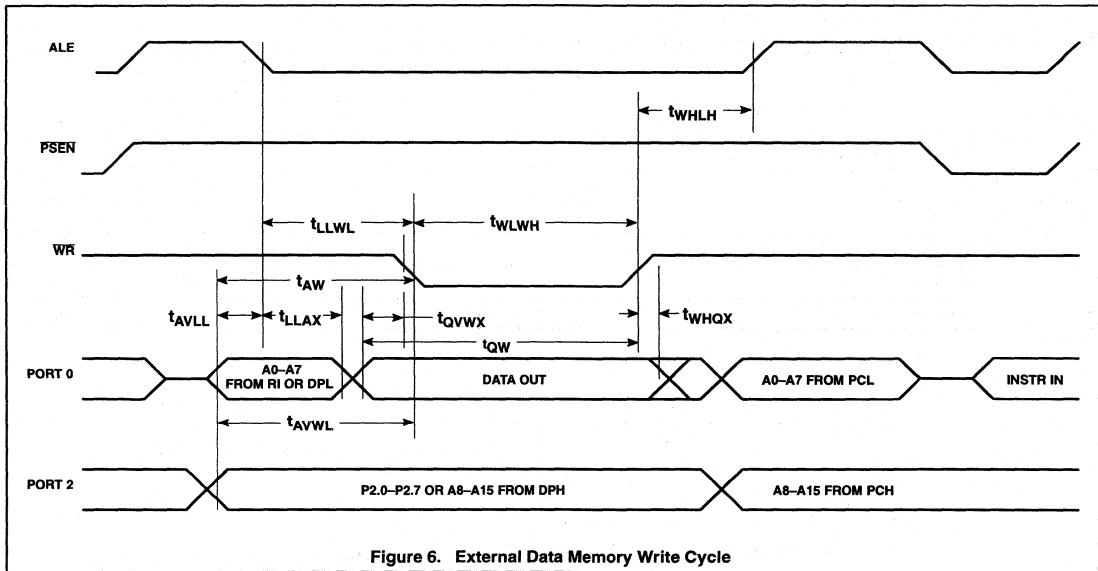 ALE
tWHLH
PSEN
tLLWL
tWLWH
WR
tAW
tAVLL
tLLAX
tQVWX
tWHQX
tQW
PORT 0
A0–A7
FROM RI OR DPL
DATA OUT
A0–A7 FROM PCL
INSTR IN
tAVWL
PORT 2
P2.0–P2.7 OR A8–A15 FROM DPH
A8–A15 FROM PCH
Figure 6. External Data Memory Write Cycle